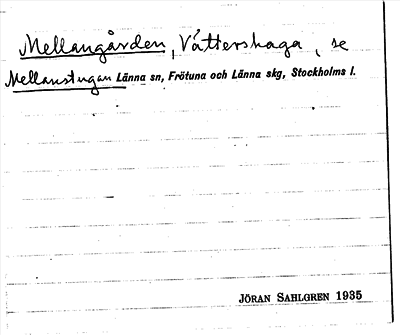 Mellangården, Vättershaga, se
Mellanstugan Länna sn, Frötuna och Länna skg, Stockholms l.
JÖRAN SAHLGREN 1935